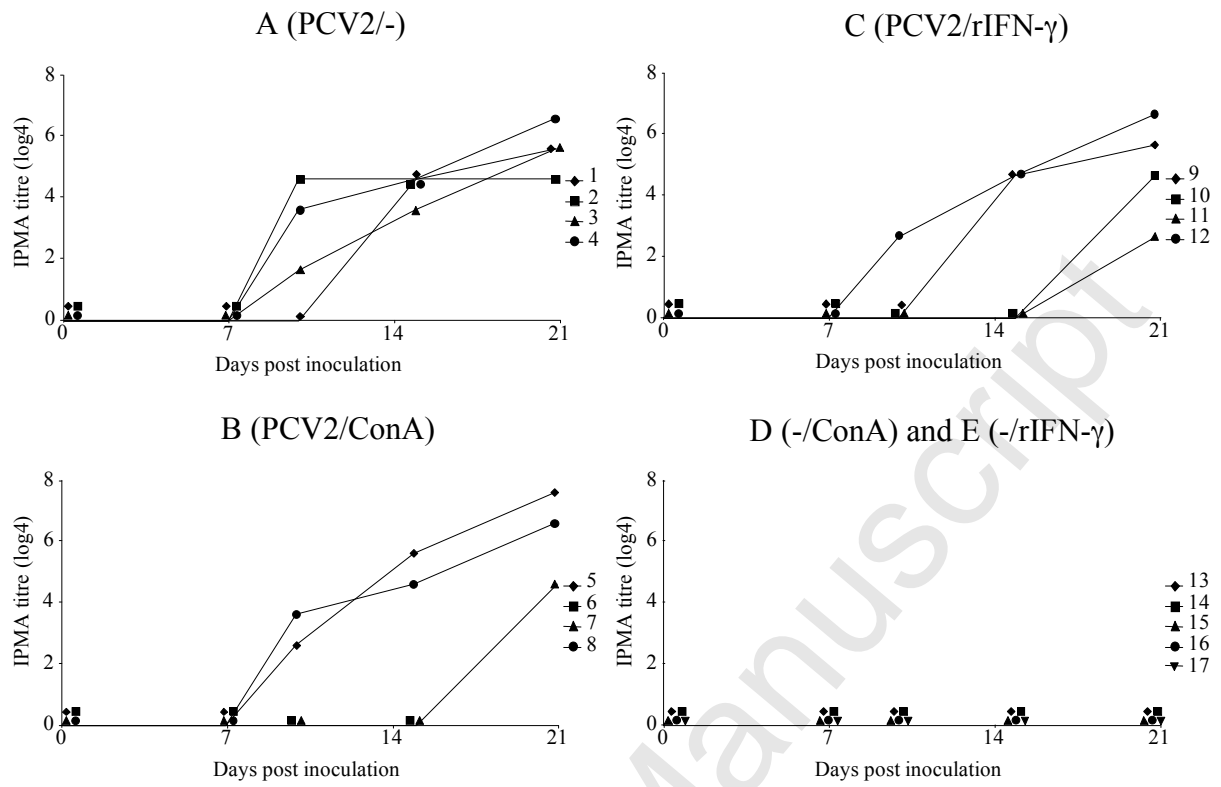 A (PCV2/-)
8
6
4
2
0
IPMA titre (log4)
0 7 14 21
Days post inoculation
1
2
3
4
C (PCV2/rIFN-γ)
8
6
4
2
0
IPMA titre (log4)
0 7 14 21
Days post inoculation
9
10
11
12
B (PCV2/ConA)
8
6
4
2
0
IPMA titre (log4)
0 7 14 21
Days post inoculation
5
6
7
8
D (-/ConA) and E (-/rIFN-γ)
8
6
4
2
0
IPMA titre (log4)
0 7 14 21
Days post inoculation
13
14
15
16
17
Manuscript